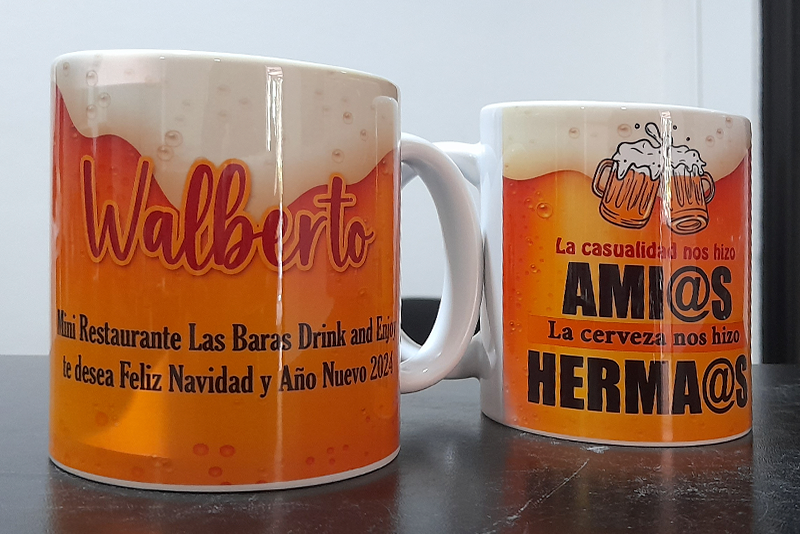 Walberto
Mini Restaurante Las Baras Drink and Enjoy
te desea Feliz Navidad y Año Nuevo 2024
La casualidad nos hizo
AMI@S
La cerveza nos hizo
HERMA@S